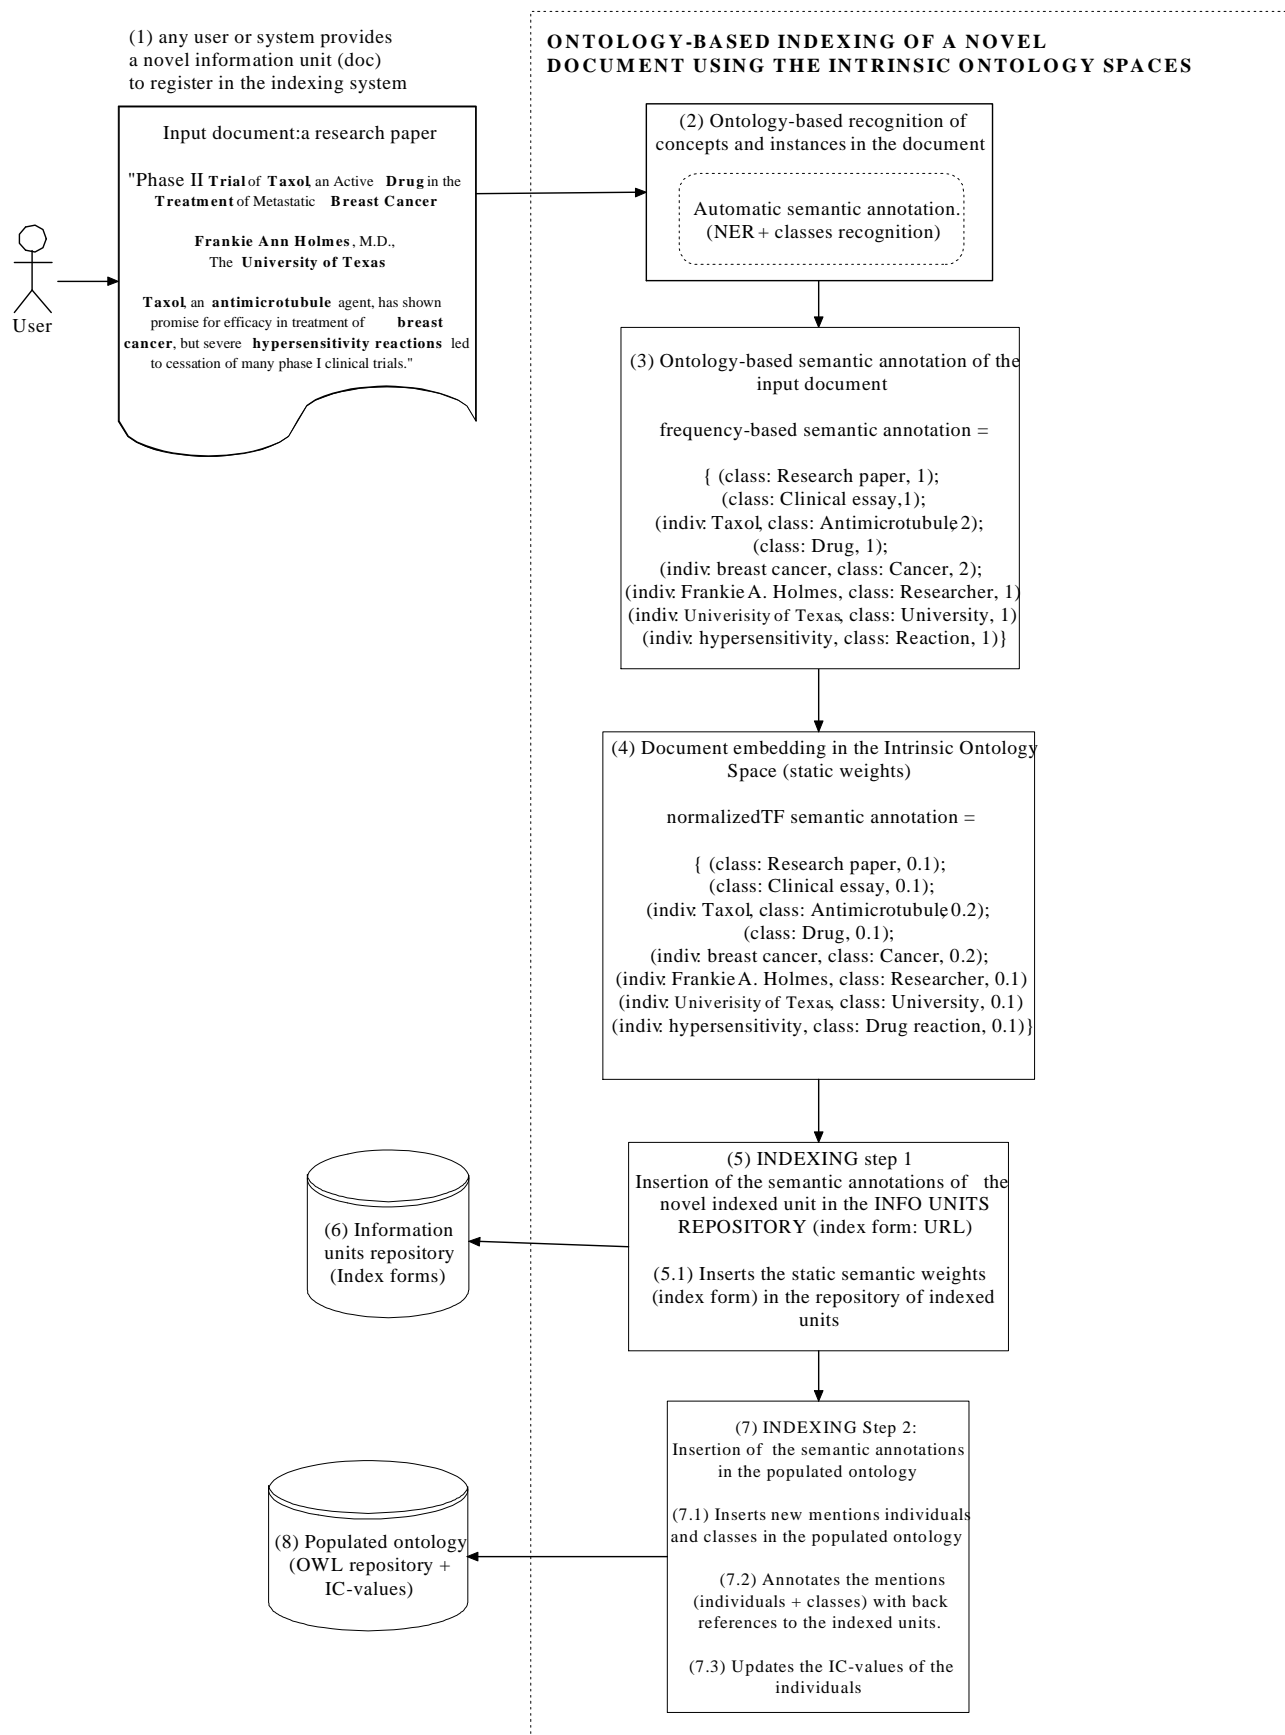 (1) any user or system provides
a novel information unit (doc)
to register in the indexing system
ONTOLOGY-BASED INDEXING OF A NOVEL
DOCUMENT USING THE INTRINSIC ONTOLOGY SPACES
Input document:a research paper
"Phase II Trial of Taxol, an Active Drug in the
Treatment of Metastatic Breast Cancer
Frankie Ann Holmes, M.D.,
The University of Texas
Taxol, an antimicrotubule agent, has shown
promise for efficacy in treatment of breast
cancer, but severe hypersensitivity reactions led
to cessation of many phase I clinical trials."
User
(2) Ontology-based recognition of
concepts and instances in the document
Automatic semantic annotation.
(NER + classes recognition)
(3) Ontology-based semantic annotation of the
input document
frequency-based semantic annotation =
{ (class: Research paper, 1);
(class: Clinical essay,1);
(indiv: Taxol, class: Antimicrotubule, 2);
(class: Drug, 1);
(indiv: breast cancer, class: Cancer, 2);
(indiv: Frankie A. Holmes, class: Researcher, 1)
(indiv: Univerisity of Texas, class: University, 1)
(indiv: hypersensitivity, class: Reaction, 1)}
(4) Document embedding in the Intrinsic Ontology
Space (static weights)
normalizedTF semantic annotation =
{ (class: Research paper, 0.1);
(class: Clinical essay, 0.1);
(indiv: Taxol, class: Antimicrotubule, 0.2);
(class: Drug, 0.1);
(indiv: breast cancer, class: Cancer, 0.2);
(indiv: Frankie A. Holmes, class: Researcher, 0.1)
(indiv: Univerisity of Texas, class: University, 0.1)
(indiv: hypersensitivity, class: Drug reaction, 0.1)}
(5) INDEXING step 1
Insertion of the semantic annotations of the
novel indexed unit in the INFO UNITS
REPOSITORY (index form: URL)
(5.1) Inserts the static semantic weights
(index form) in the repository of indexed
units
(6) Information
units repository
(Index forms)
(7) INDEXING Step 2:
Insertion of the semantic annotations
in the populated ontology
(7.1) Inserts new mentions individuals
and classes in the populated ontology
(7.2) Annotates the mentions
(individuals + classes) with back
references to the indexed units.
(7.3) Updates the IC-values of the
individuals
(8) Populated ontology
(OWL repository +
IC-values)